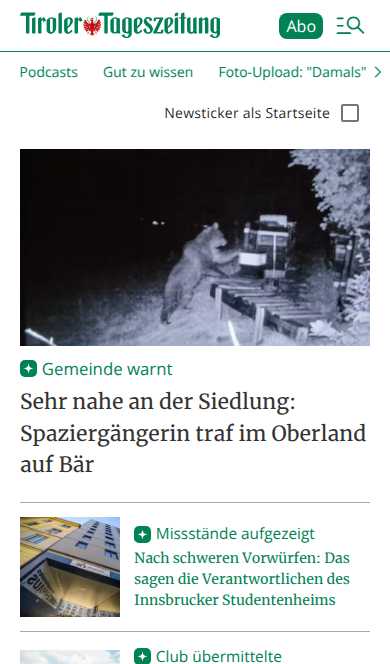 Tiroler Tageszeitung
Abo
Podcasts Gut zu wissen Foto-Upload: "Damals"
Newsticker als Startseite
Gemeinde warnt
Sehr nahe an der Siedlung:
Spaziergängerin traf im Oberland
auf Bär
Missstände aufgezeigt
Nach schweren Vorwürfen: Das
sagen die Verantwortlichen des
Innsbrucker Studentenheims
Club übermittelte